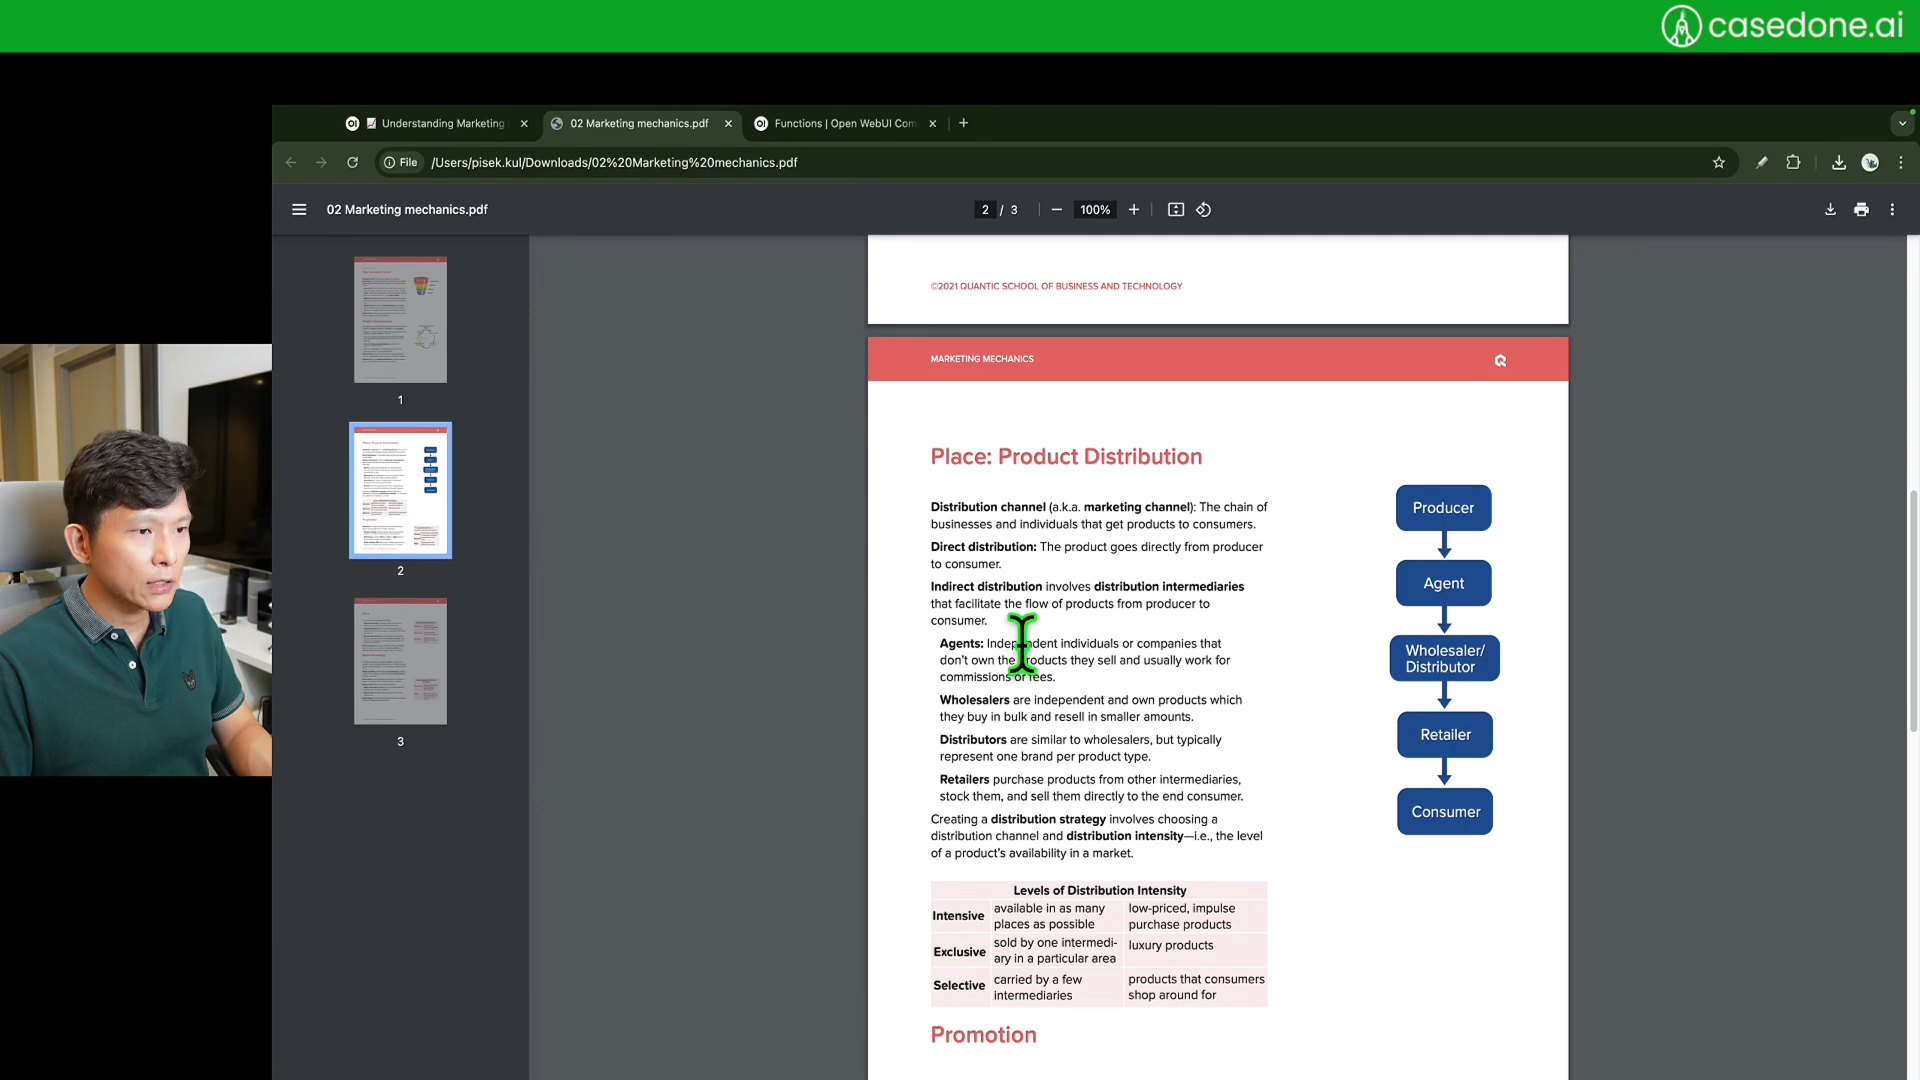 casedone.ai
Understanding Marketing
02 Marketing mechanics.pdf
Functions | Open WebUI Com
File
/Users/pisek.kul/Downloads/02%20Marketing%20mechanics.pdf
02 Marketing mechanics.pdf
2 / 3
100%
1
2
3
©2021 QUANTIC SCHOOL OF BUSINESS AND TECHNOLOGY
MARKETING MECHANICS
Place: Product Distribution
Distribution channel (a.k.a. marketing channel): The chain of
businesses and individuals that get products to consumers.
Direct distribution: The product goes directly from producer
to consumer.
Indirect distribution involves distribution intermediaries
that facilitate the flow of products from producer to
consumer.
Agents: Independent individuals or companies that
don't own the products they sell and usually work for
commissions or fees.
Wholesalers are independent and own products which
they buy in bulk and resell in smaller amounts.
Distributors are similar to wholesalers, but typically
represent one brand per product type.
Retailers purchase products from other intermediaries,
stock them, and sell them directly to the end consumer.
Creating a distribution strategy involves choosing a
distribution channel and distribution intensity—i.e., the level
of a product's availability in a market.
Producer
Agent
Wholesaler/
Distributor
Retailer
Consumer
Levels of Distribution Intensity
Intensive available in as many places as possible low-priced, impulse purchase products
Exclusive sold by one intermedi-ary in a particular area luxury products
Selective carried by a few intermediaries products that consumers shop around for
Promotion